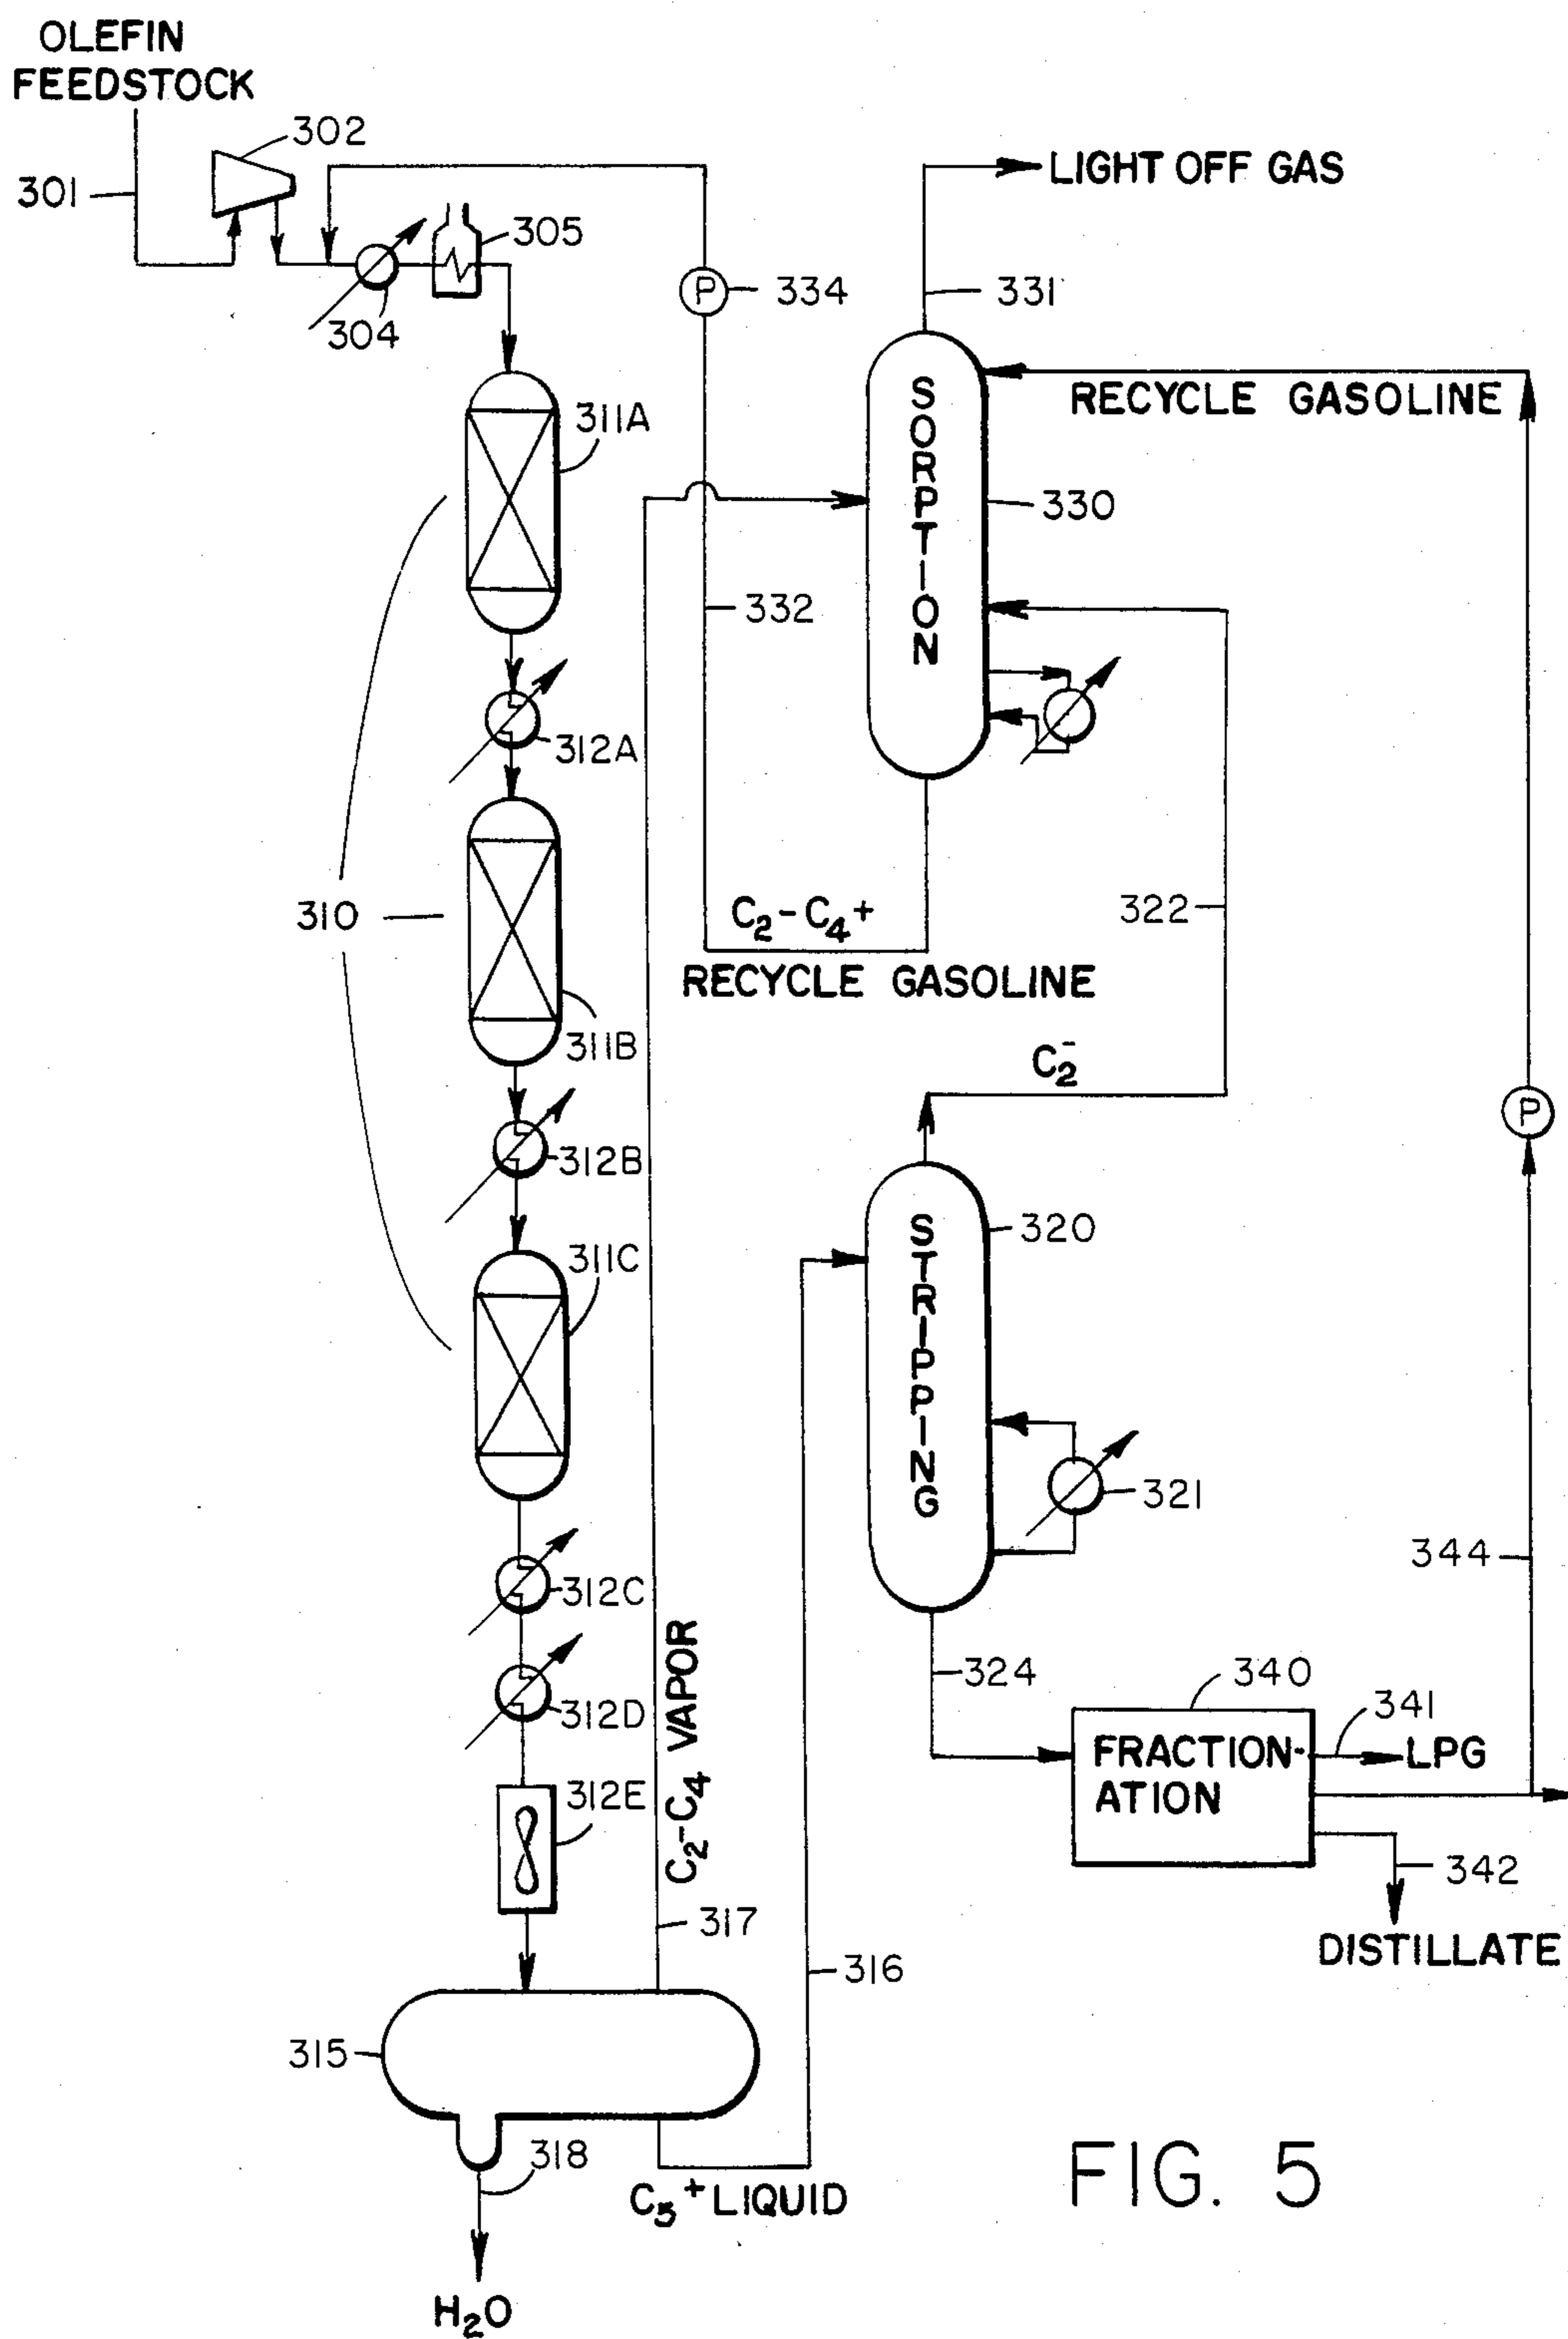 OLEFIN
FEEDSTOCK
302
301
305
304
334
LIGHT OFF GAS
331
P
311A
SORPTION
RECYCLE GASOLINE
330
332
312A
310
C2-C4+
RECYCLE GASOLINE
322
311B
C2-
P
312B
STRIPPING
320
311C
321
312C
344
312D
C2-C4 VAPOR
324
340
341
FRACTION-
ATION
LPG
312E
342
DISTILLATE
317
316
315
318
C5+ LIQUID
H2O
FIG. 5